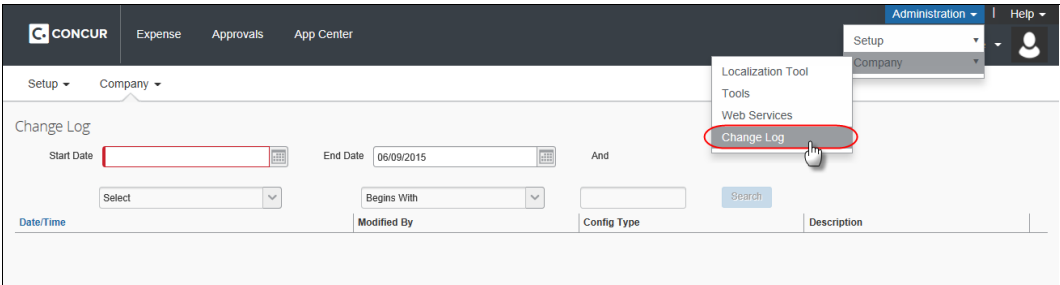 Administration | Help
C. CONCUR Expense Approvals App Center
Setup
Company
Localization Tool
Tools
Web Services
Change Log
Setup Company
Change Log
Start Date End Date 06/09/2015 And
Select Begins With Search
Date/Time Modified By Config Type Description